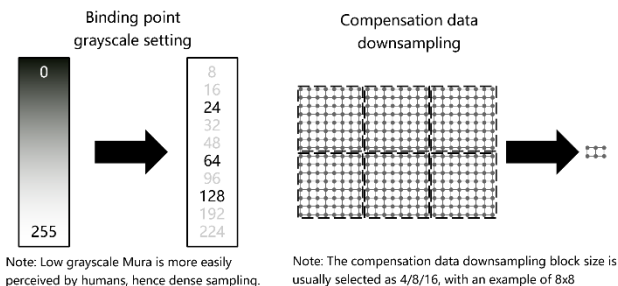 Binding point
grayscale setting
0
255
8
16
24
32
48
64
96
128
192
224
Note: Low grayscale Mura is more easily
perceived by humans, hence dense sampling.
Compensation data
downsampling
Note: The compensation data downsampling block size is
usually selected as 4/8/16, with an example of 8x8